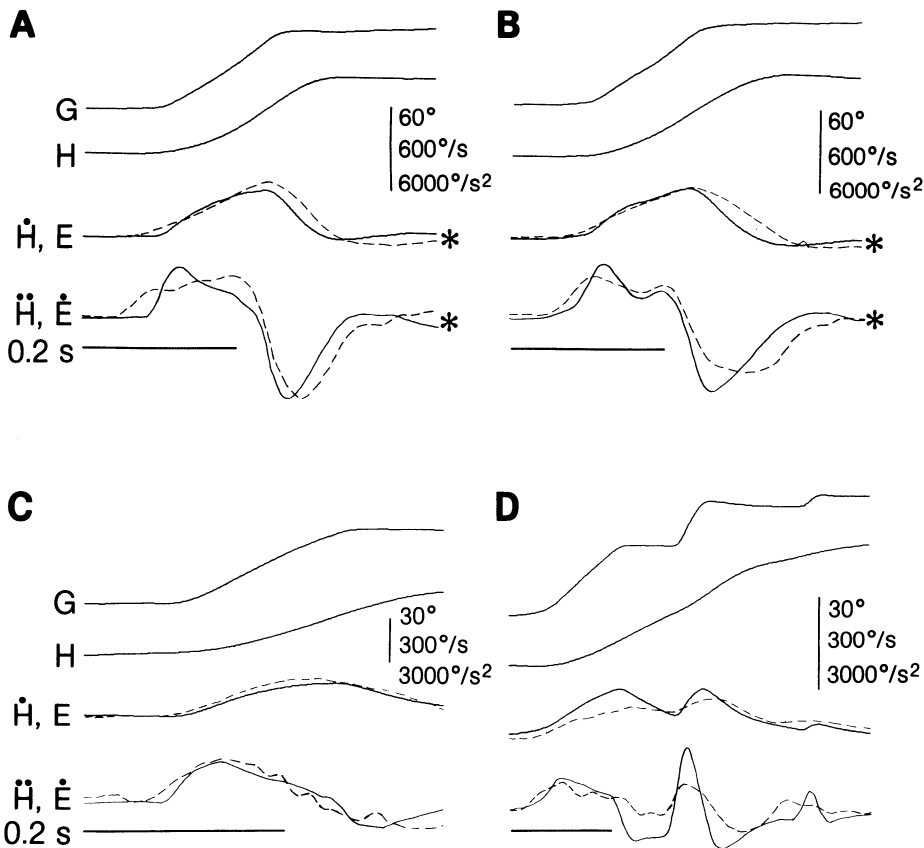 A
B
G
H
60°
600°/s
6000°/s²
60°
600°/s
6000°/s²
Ḣ, E
*
*
Ḧ, Ė
*
*
0.2 s
C
D
G
H
30°
300°/s
3000°/s²
30°
300°/s
3000°/s²
Ḣ, E
Ḧ, Ė
0.2 s